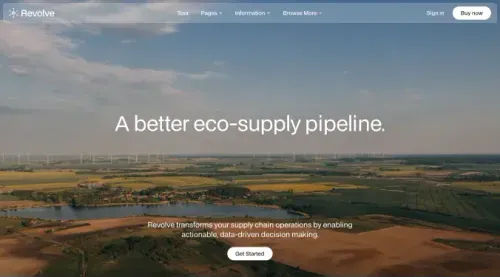 Revolve
Tour Pages Information Browse More
Sign in Buy now
A better eco-supply pipeline.
Revolve transforms your supply chain operations by enabling
actionable, data-driven decision making.
Get Started